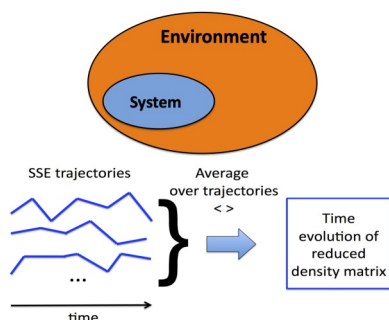 Environment
System
SSE trajectories
Average
over trajectories
< >
Time
evolution of
reduced
density matrix
...
time